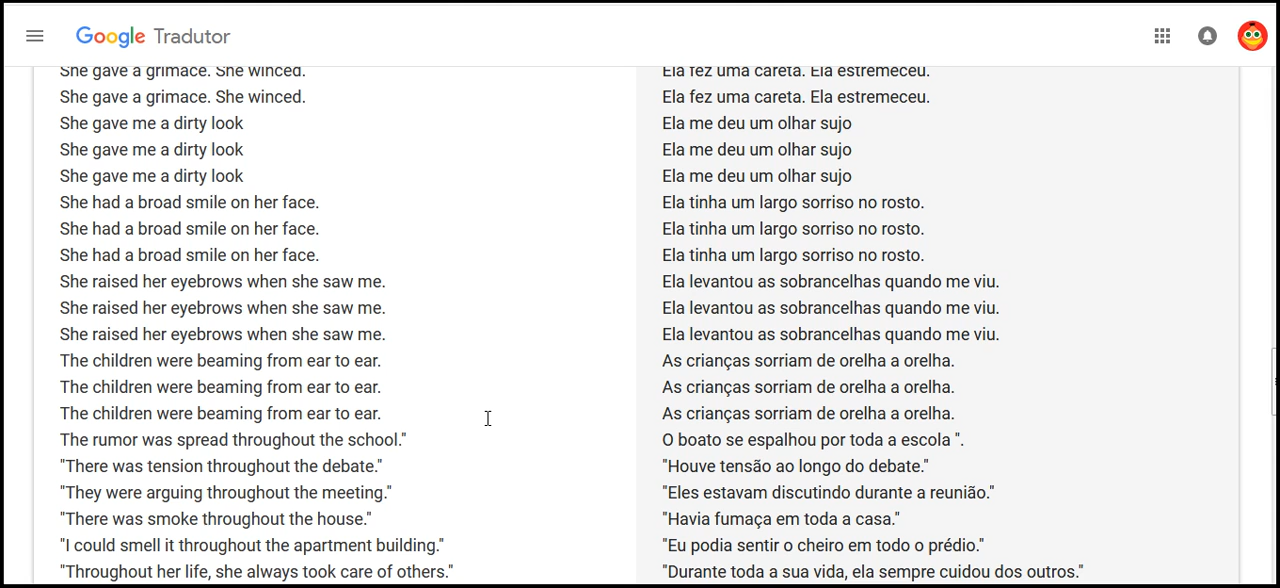 Google Tradutor
She gave a grimace. She winced.
She gave a grimace. She winced.
She gave me a dirty look
She gave me a dirty look
She gave me a dirty look
She had a broad smile on her face.
She had a broad smile on her face.
She had a broad smile on her face.
She raised her eyebrows when she saw me.
She raised her eyebrows when she saw me.
She raised her eyebrows when she saw me.
The children were beaming from ear to ear.
The children were beaming from ear to ear.
The children were beaming from ear to ear.
The rumor was spread throughout the school."
"There was tension throughout the debate."
"They were arguing throughout the meeting."
"There was smoke throughout the house."
"I could smell it throughout the apartment building."
"Throughout her life, she always took care of others."
Ela fez uma careta. Ela estremeceu.
Ela fez uma careta. Ela estremeceu.
Ela me deu um olhar sujo
Ela me deu um olhar sujo
Ela me deu um olhar sujo
Ela tinha um largo sorriso no rosto.
Ela tinha um largo sorriso no rosto.
Ela tinha um largo sorriso no rosto.
Ela levantou as sobrancelhas quando me viu.
Ela levantou as sobrancelhas quando me viu.
Ela levantou as sobrancelhas quando me viu.
As crianças sorriam de orelha a orelha.
As crianças sorriam de orelha a orelha.
As crianças sorriam de orelha a orelha.
O boato se espalhou por toda a escola ".
"Houve tensão ao longo do debate."
"Eles estavam discutindo durante a reunião."
"Havia fumaça em toda a casa."
"Eu podia sentir o cheiro em todo o prédio."
"Durante toda a sua vida, ela sempre cuidou dos outros."